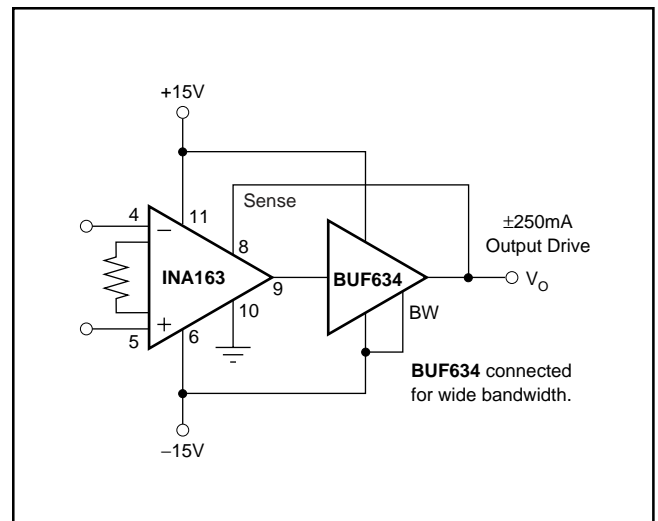 +15V
Sense
±250mA
Output Drive
4
11
8
−
INA163
9
BUF634
V_O
10
BW
+
5
6
BUF634 connected
for wide bandwidth.
−15V